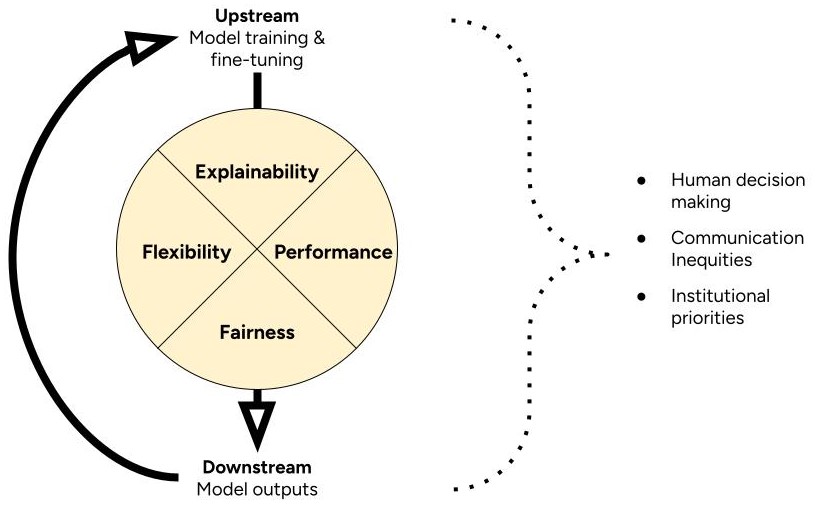 Upstream
Model training &
fine-tuning
Explainability
Flexibility
Performance
Fairness
Downstream
Model outputs
Human decision
making
Communication
Inequities
Institutional
priorities